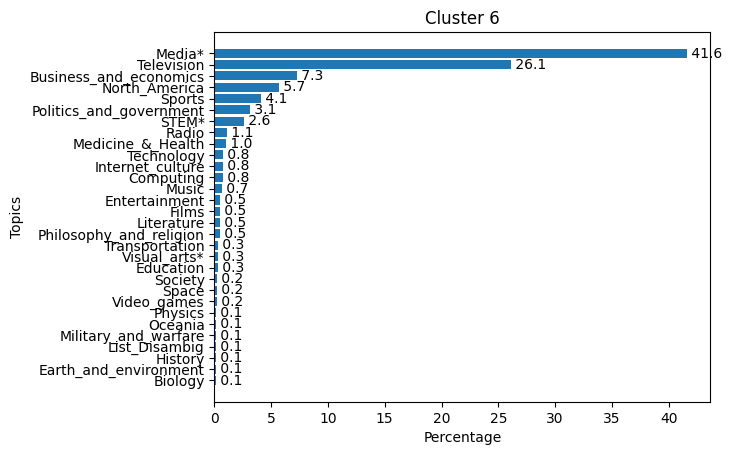 Cluster 6
Topics
Media* 41.6
Television 26.1
Business_and_economics 7.3
North_America 5.7
Sports 4.1
Politics_and_government 3.1
STEM* 2.6
Radio 1.1
Medicine_&_Health 1.0
Technology 0.8
Internet_culture 0.8
Computing 0.8
Music 0.7
Entertainment 0.5
Films 0.5
Literature 0.5
Philosophy_and_religion 0.5
Transportation 0.3
Visual_arts* 0.3
Education 0.3
Society 0.2
Space 0.2
Video_games 0.2
Physics 0.1
Oceania 0.1
Military_and_warfare 0.1
List_Disambig 0.1
History 0.1
Earth_and_environment 0.1
Biology 0.1
0 5 10 15 20 25 30 35 40
Percentage